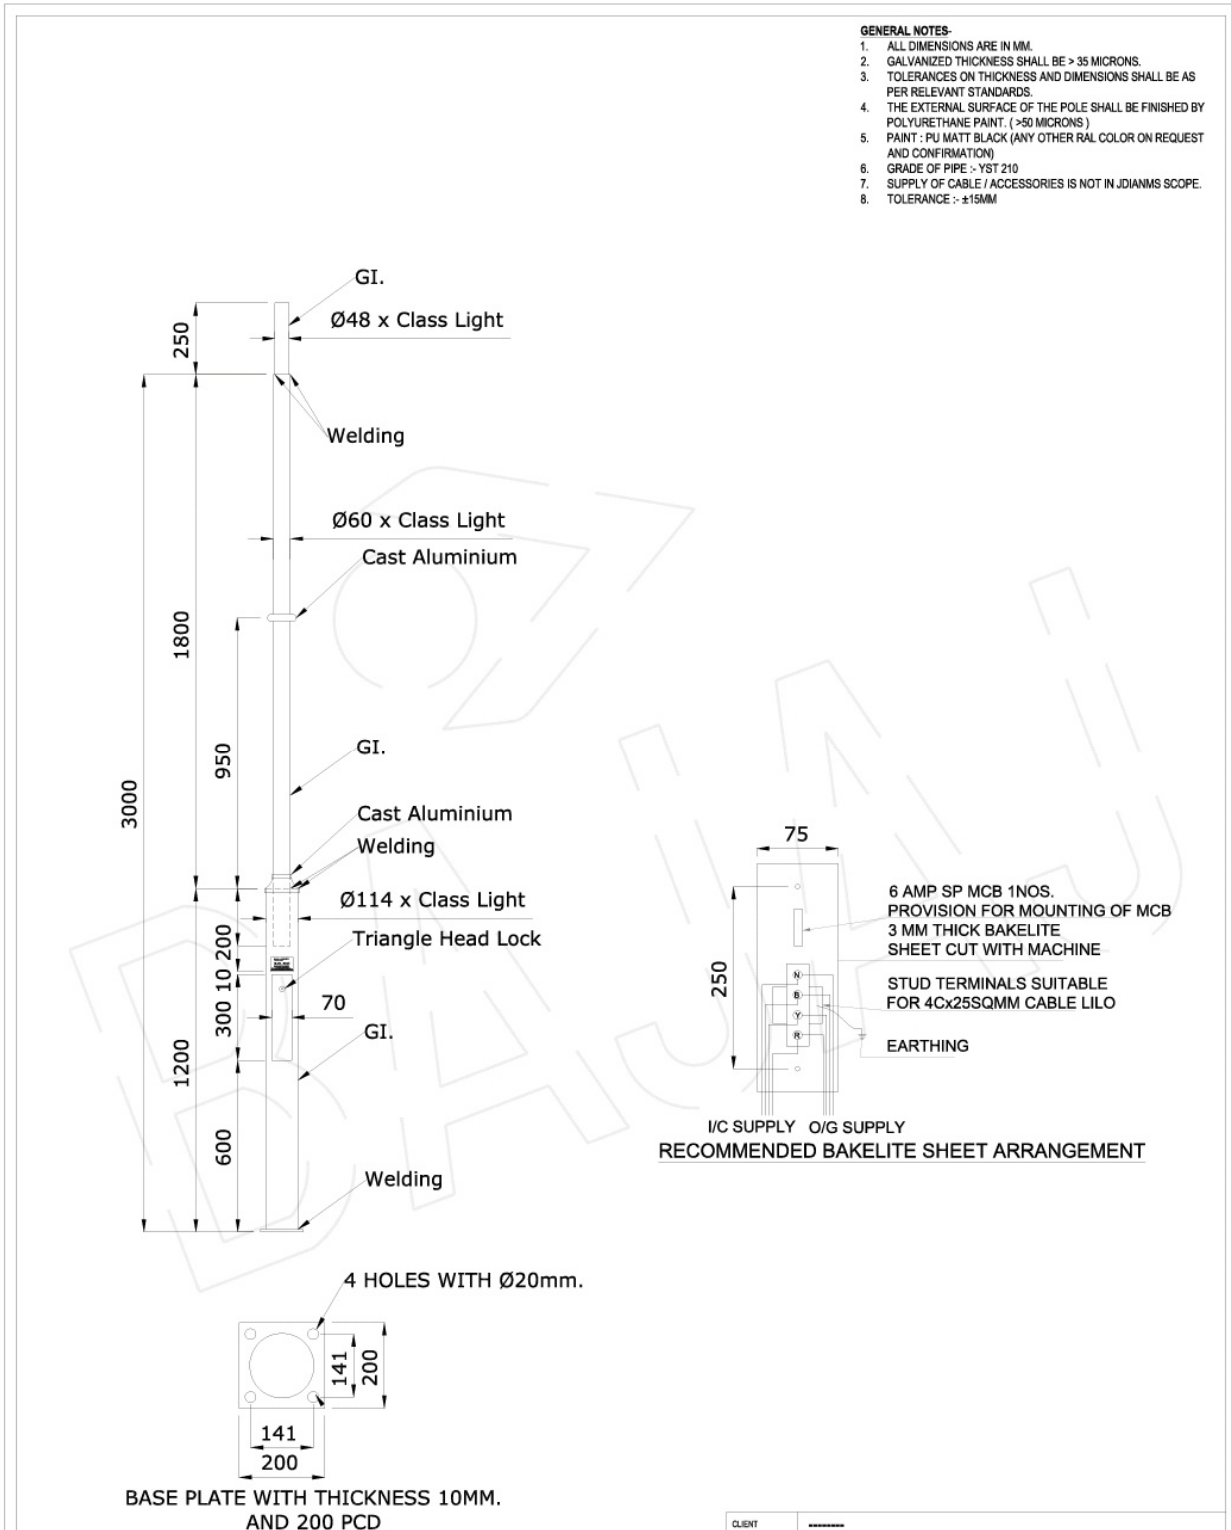 GENERAL NOTES-
1. ALL DIMENSIONS ARE IN MM.
2. GALVANIZED THICKNESS SHALL BE > 35 MICRONS.
3. TOLERANCES ON THICKNESS AND DIMENSIONS SHALL BE AS
PER RELEVANT STANDARDS.
4. THE EXTERNAL SURFACE OF THE POLE SHALL BE FINISHED BY
POLYURETHANE PAINT. ( >50 MICRONS )
5. PAINT : PU MATT BLACK (ANY OTHER RAL COLOR ON REQUEST
AND CONFIRMATION)
6. GRADE OF PIPE :- YST 210
7. SUPPLY OF CABLE / ACCESSORIES IS NOT IN JDIANMS SCOPE.
8. TOLERANCE :- ±15MM
GI.
Ø48 x Class Light
250
Welding
Ø60 x Class Light
Cast Aluminium
1800
950
3000
GI.
Cast Aluminium
Welding
Ø114 x Class Light
Triangle Head Lock
200
10
300
70
GI.
1200
600
Welding
75
250
6 AMP SP MCB 1NOS.
PROVISION FOR MOUNTING OF MCB
3 MM THICK BAKELITE
SHEET CUT WITH MACHINE
N
B
Y
R
STUD TERMINALS SUITABLE
FOR 4Cx25SQMM CABLE LILO
EARTHING
I/C SUPPLY O/G SUPPLY
RECOMMENDED BAKELITE SHEET ARRANGEMENT
4 HOLES WITH Ø20mm.
141
200
141
200
BASE PLATE WITH THICKNESS 10MM.
AND 200 PCD
CLIENT --------
BAJAJ